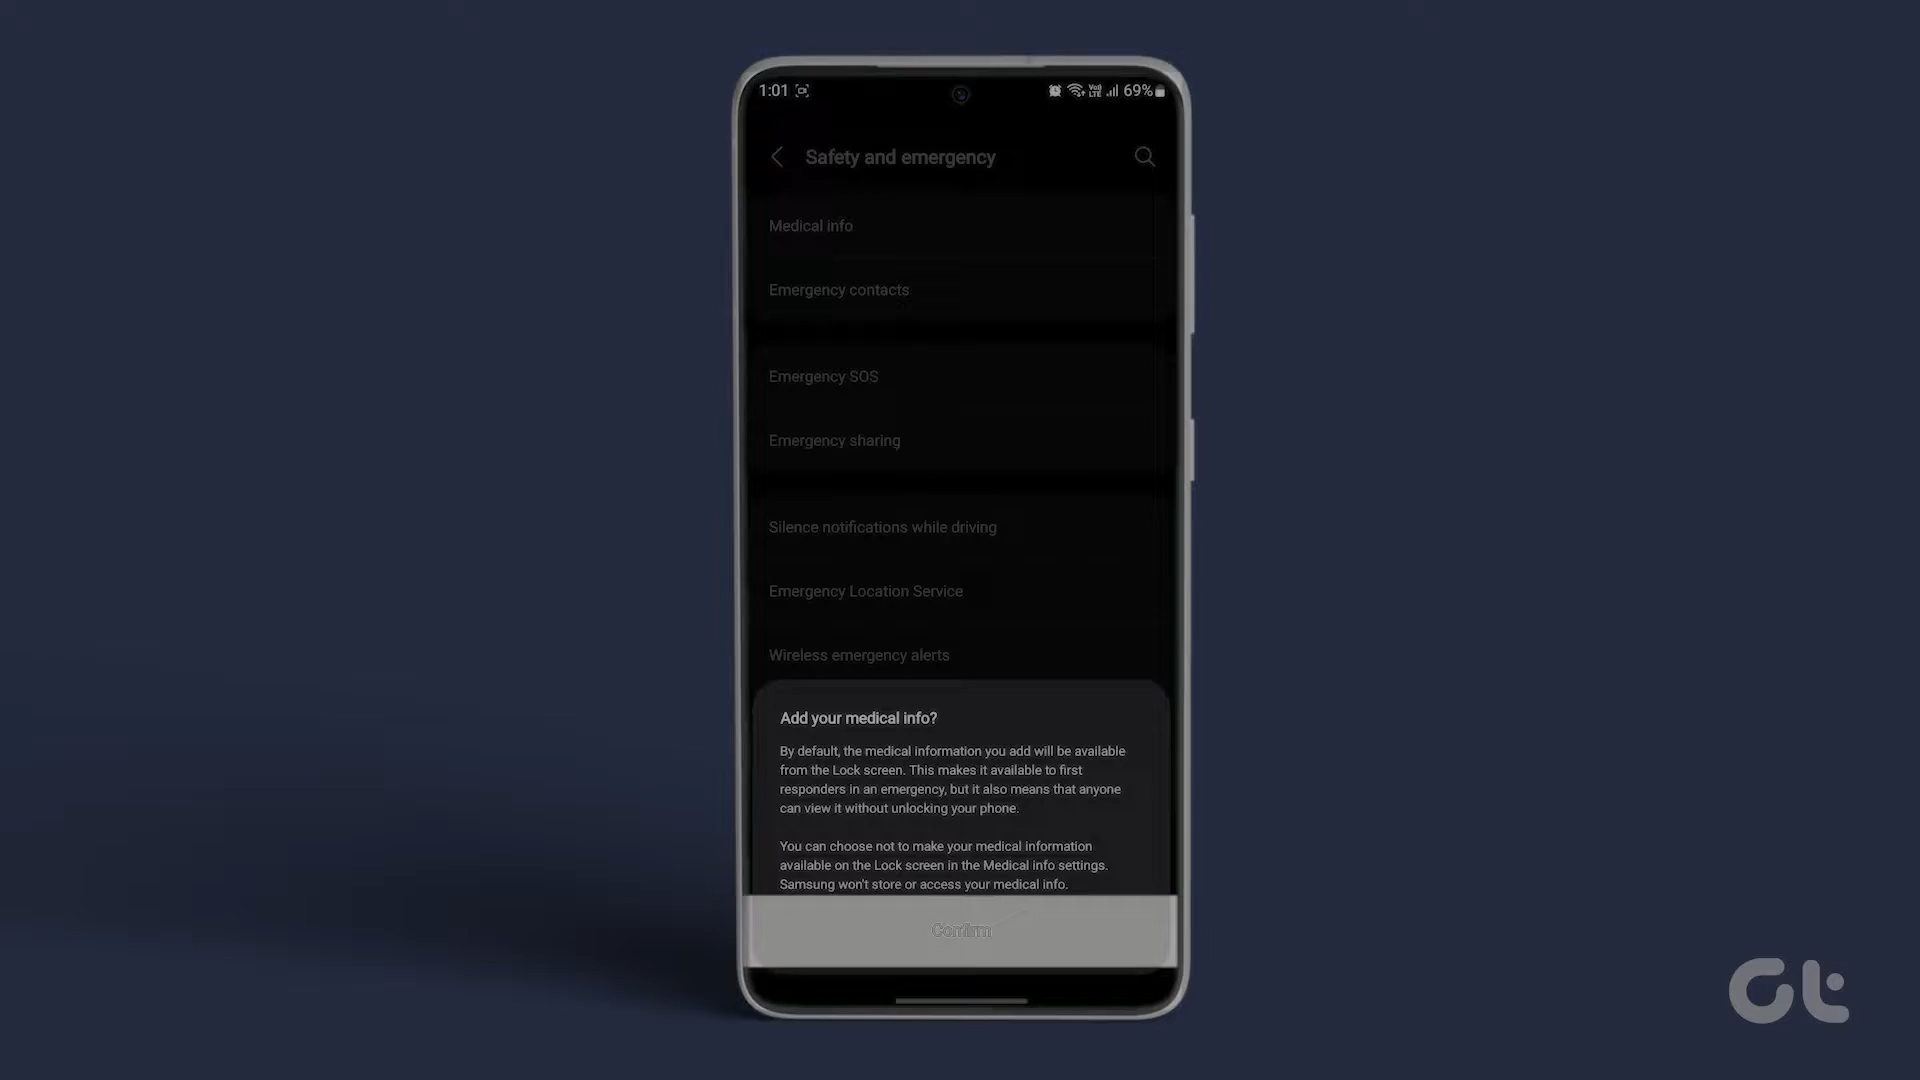 1:01 69%
Safety and emergency
Medical info
Emergency contacts
Emergency SOS
Emergency sharing
Silence notifications while driving
Emergency Location Service
Wireless emergency alerts
Add your medical info?
By default, the medical information you add will be available
from the Lock screen. This makes it available to first
responders in an emergency, but it also means that anyone
can view it without unlocking your phone.
You can choose not to make your medical information
available on the Lock screen in the Medical info settings.
Samsung won't store or access your medical info.
Confirm
Gt